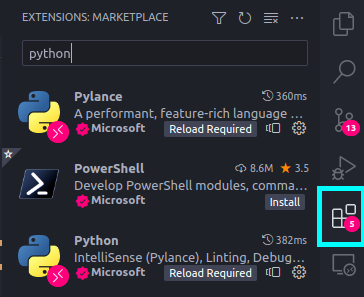 EXTENSIONS: MARKETPLACE
python
Pylance 360ms
A performant, feature-rich language ...
Microsoft Reload Required
13
PowerShell 8.6M 3.5
Develop PowerShell modules, comma...
Microsoft Install
5
Python 382ms
IntelliSense (Pylance), Linting, Debug...
Microsoft Reload Required